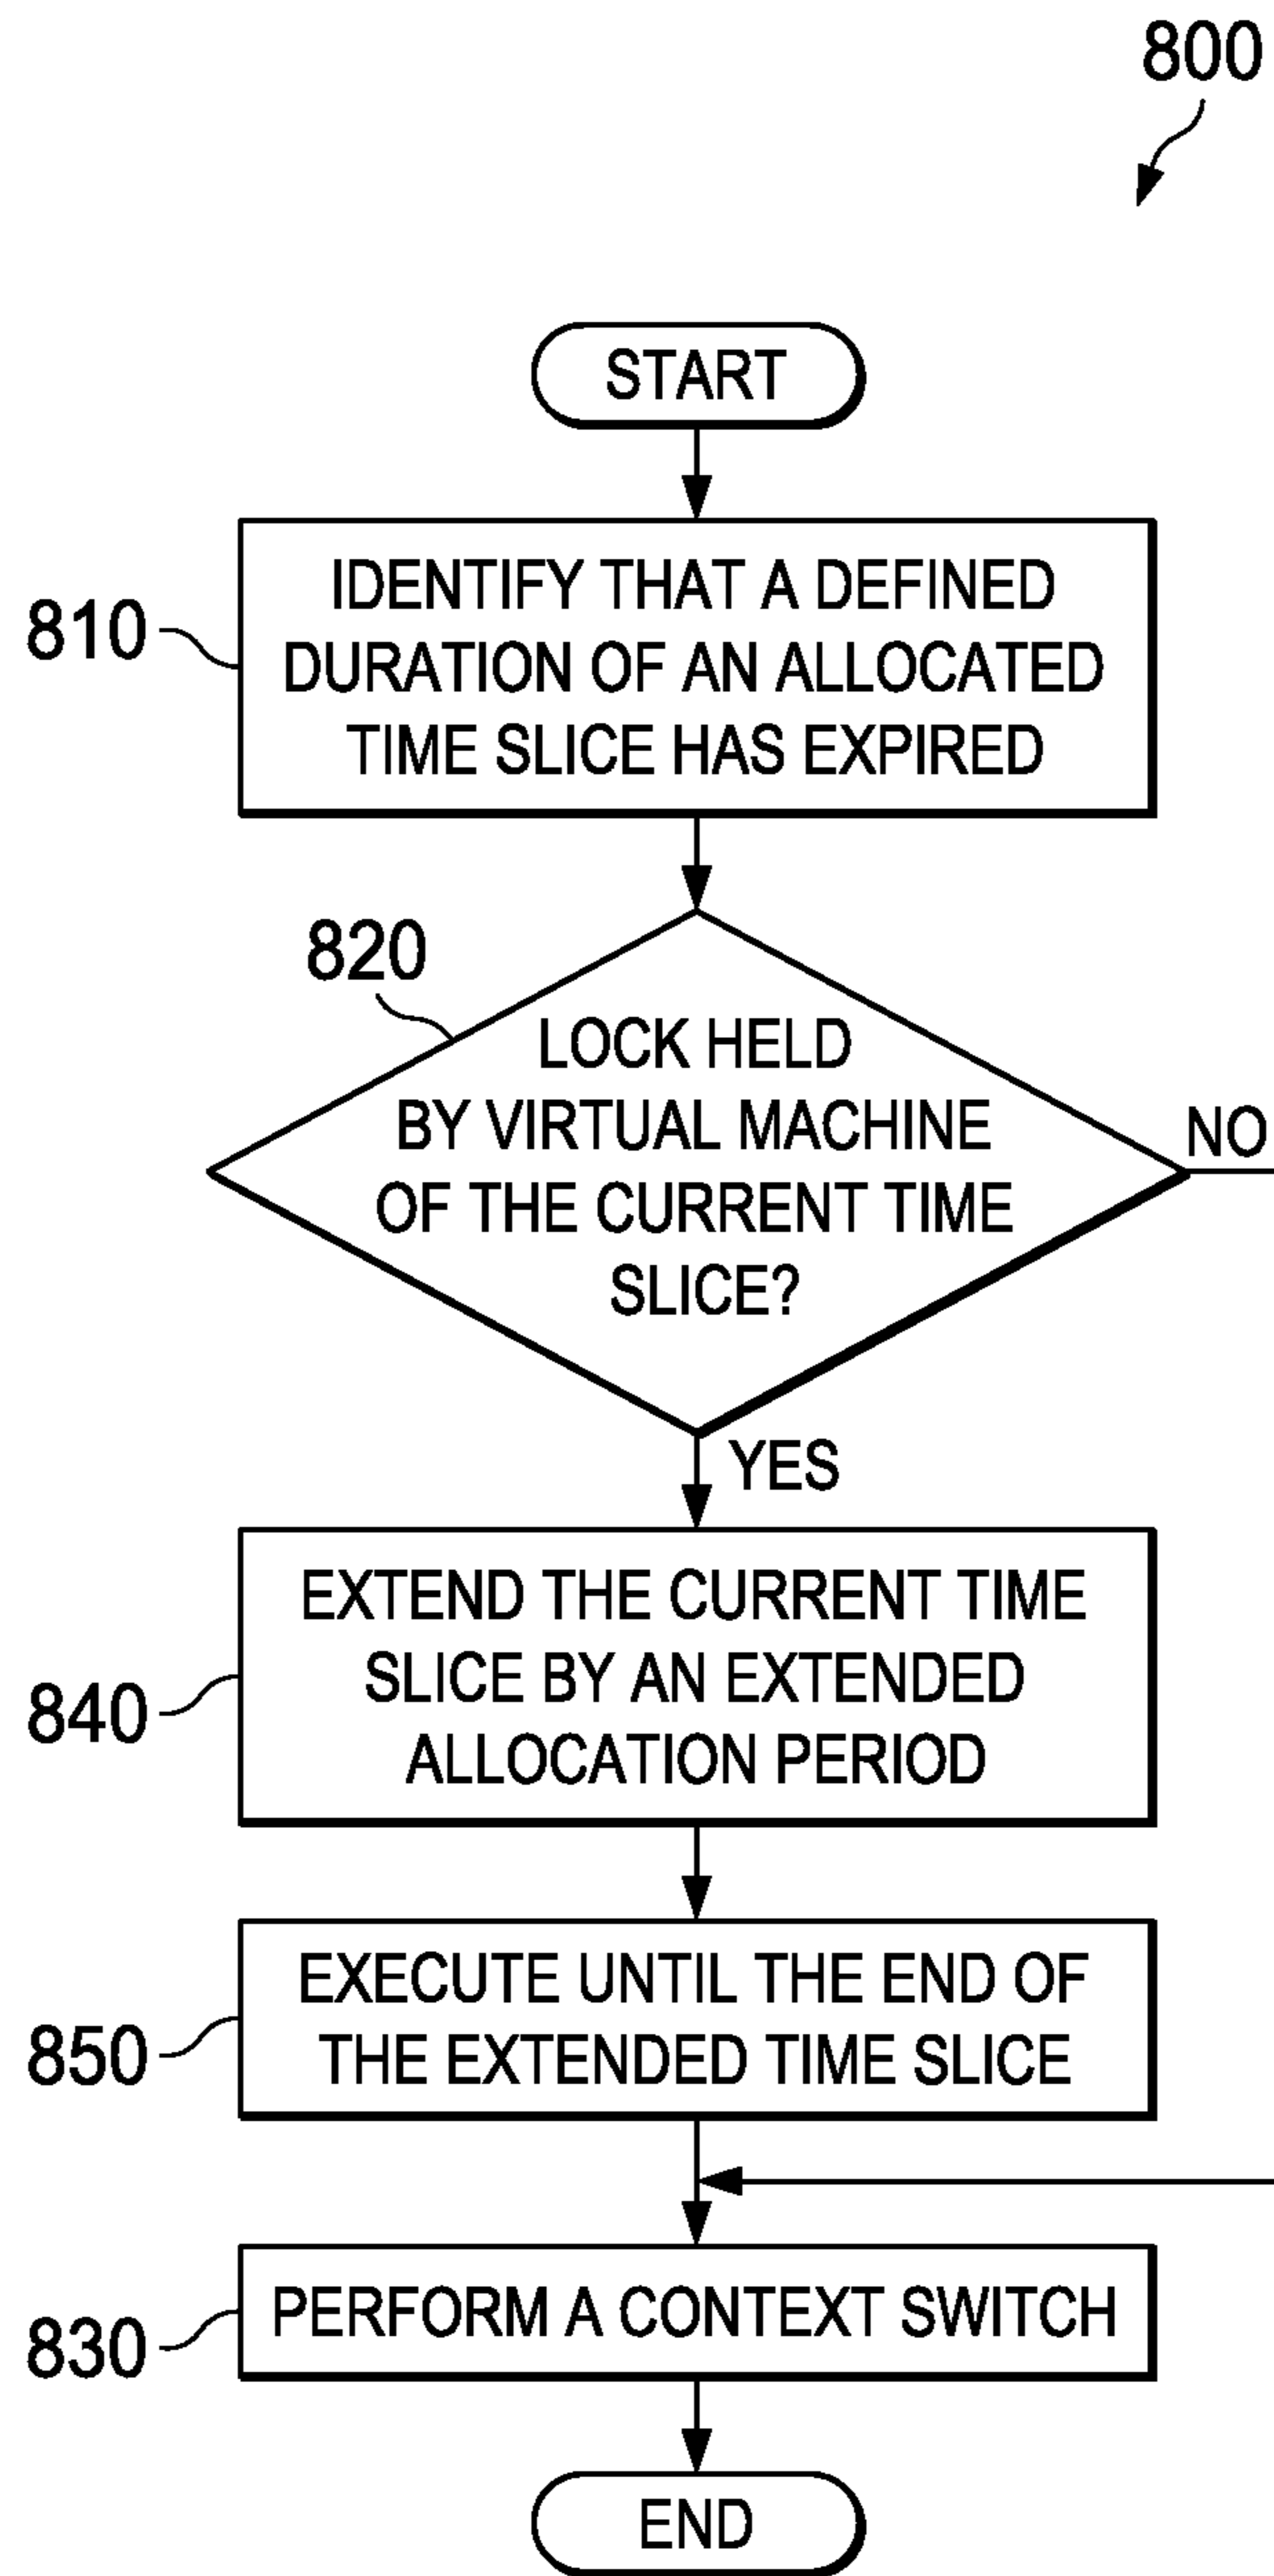 800
START
810
IDENTIFY THAT A DEFINED
DURATION OF AN ALLOCATED
TIME SLICE HAS EXPIRED
820
LOCK HELD
BY VIRTUAL MACHINE
OF THE CURRENT TIME
SLICE?
NO
YES
840
EXTEND THE CURRENT TIME
SLICE BY AN EXTENDED
ALLOCATION PERIOD
850
EXECUTE UNTIL THE END OF
THE EXTENDED TIME SLICE
830
PERFORM A CONTEXT SWITCH
END